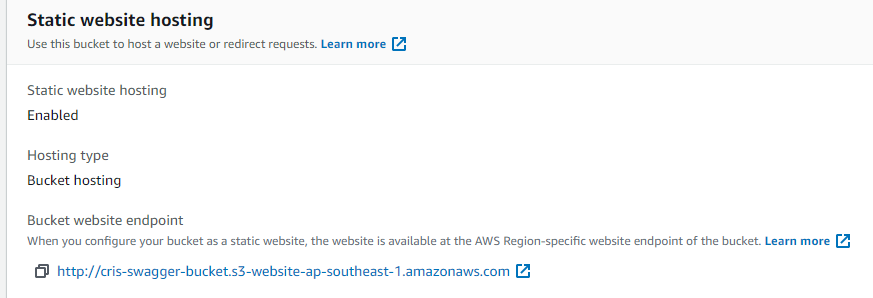 Static website hosting
Use this bucket to host a website or redirect requests. Learn more
Static website hosting
Enabled
Hosting type
Bucket hosting
Bucket website endpoint
When you configure your bucket as a static website, the website is available at the AWS Region-specific website endpoint of the bucket. Learn more
http://cris-swagger-bucket.s3-website-ap-southeast-1.amazonaws.com